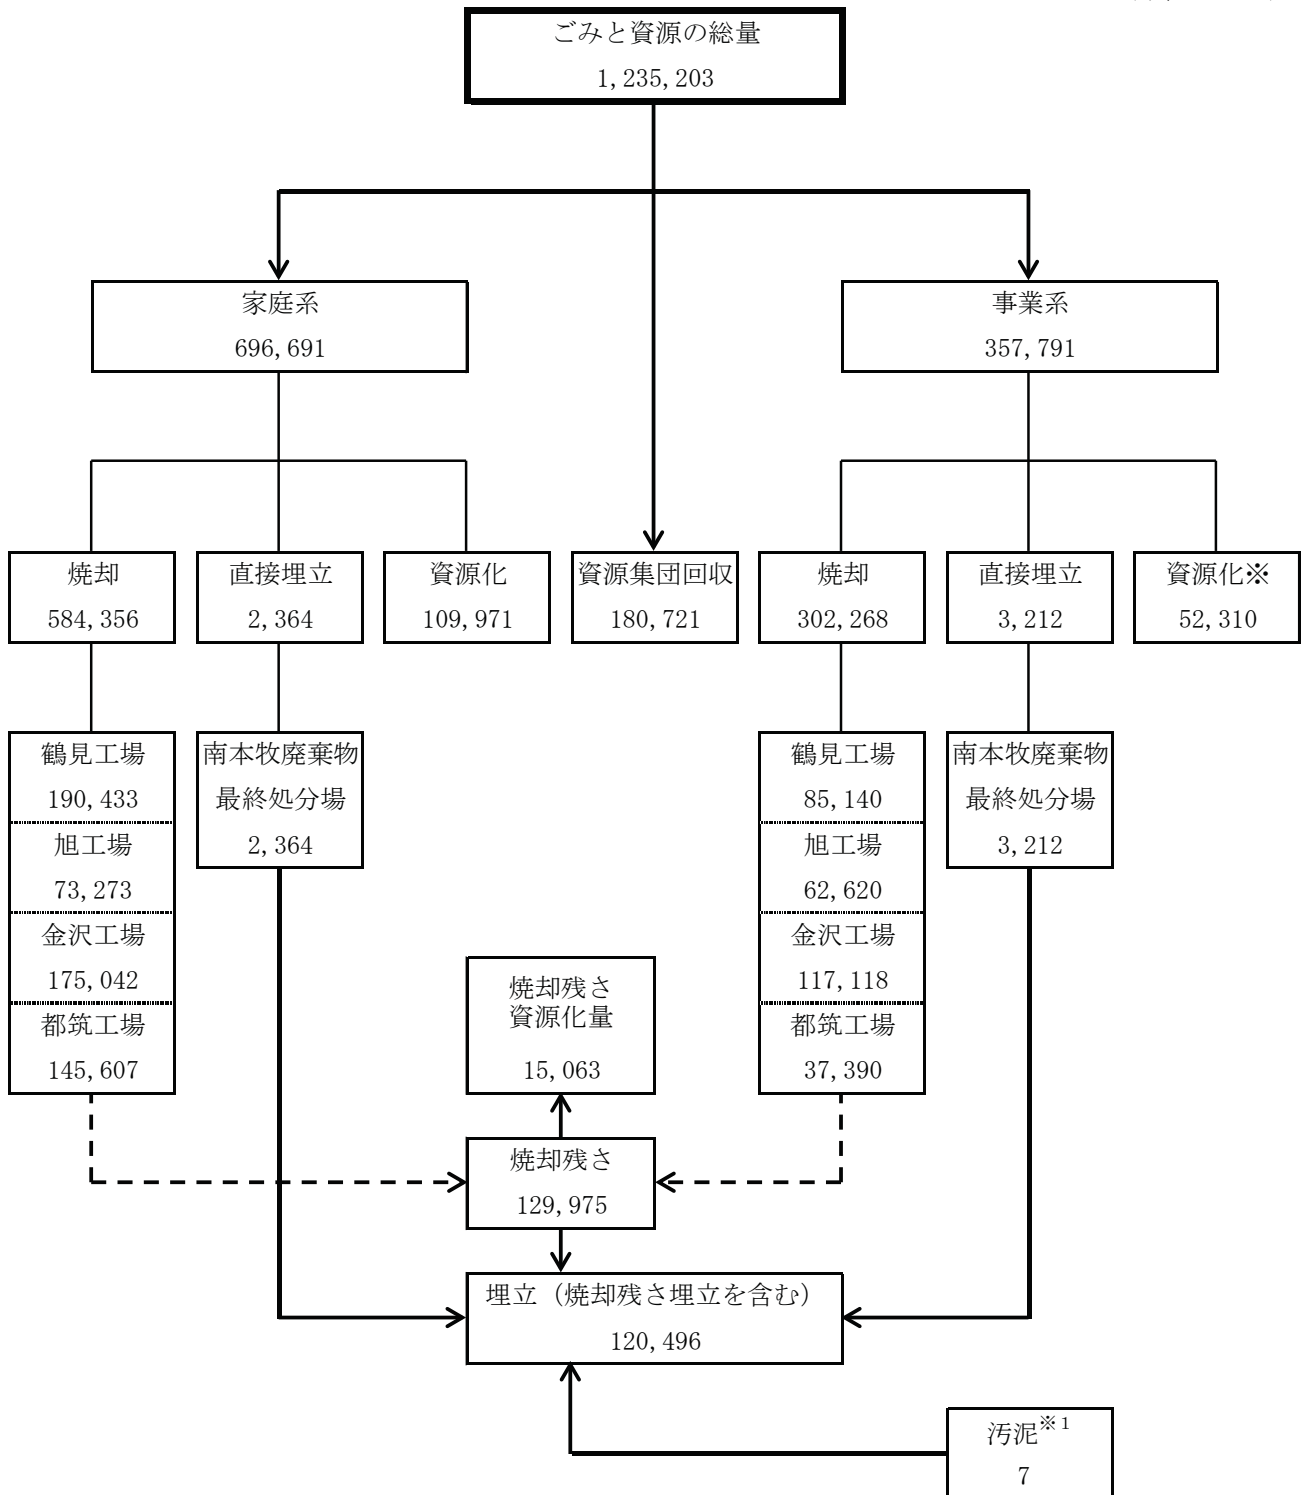 ごみと資源の総量
1,235,203
家庭系
696,691
事業系
357,791
焼却
584,356
直接埋立
2,364
資源化
109,971
資源集団回収
180,721
焼却
302,268
直接埋立
3,212
資源化※
52,310
鶴見工場
190,433
旭工場
73,273
金沢工場
175,042
都筑工場
145,607
南本牧廃棄物
最終処分場
2,364
鶴見工場
85,140
旭工場
62,620
金沢工場
117,118
都筑工場
37,390
南本牧廃棄物
最終処分場
3,212
焼却残さ
資源化量
15,063
焼却残さ
129,975
埋立（焼却残さ埋立を含む）
120,496
汚泥※1
7